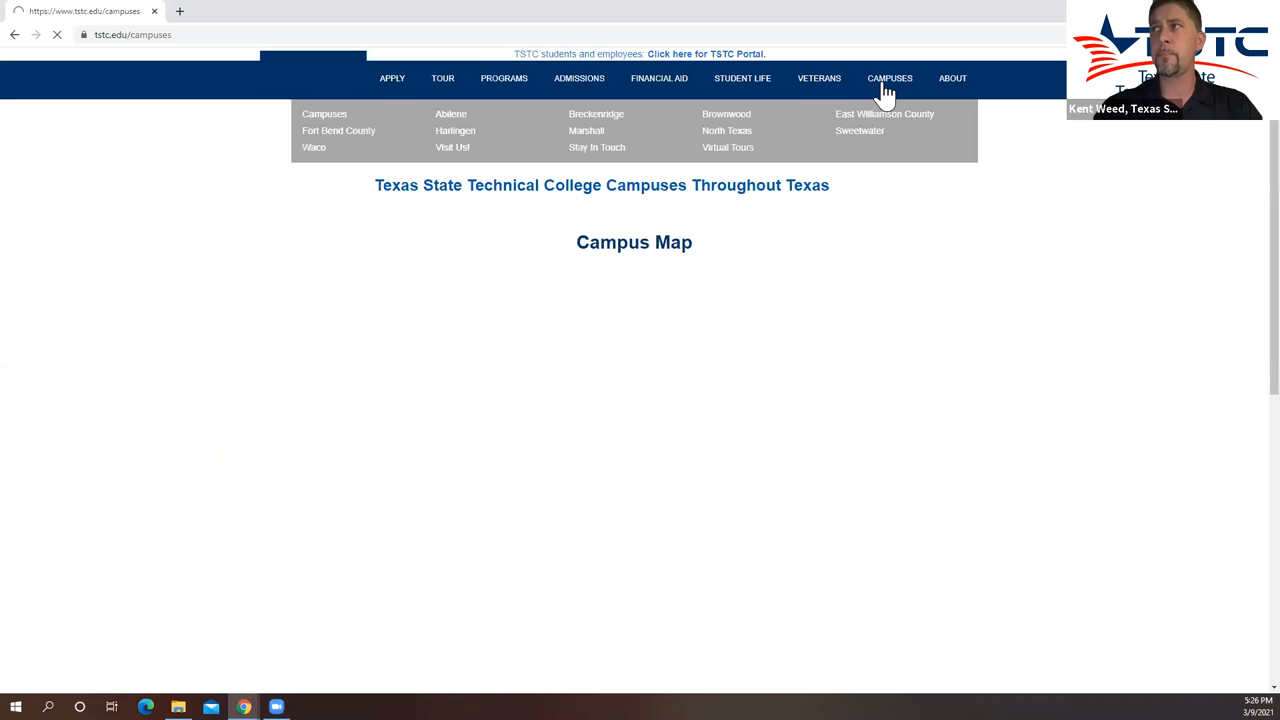 https://www.tstc.edu/campuses
tstc.edu/campuses
TSTC students and employees: Click here for TSTC Portal.
APPLY TOUR PROGRAMS ADMISSIONS FINANCIAL AID STUDENT LIFE VETERANS CAMPUSES ABOUT
Campuses Abilene Breckenridge Brownwood East Williamson County
Fort Bend County Harlingen Marshall North Texas Sweetwater
Waco Visit Us! Stay In Touch Virtual Tours
Texas State Technical College Campuses Throughout Texas
Campus Map
Kent Weed, Texas S...
5:26 PM
3/9/2021